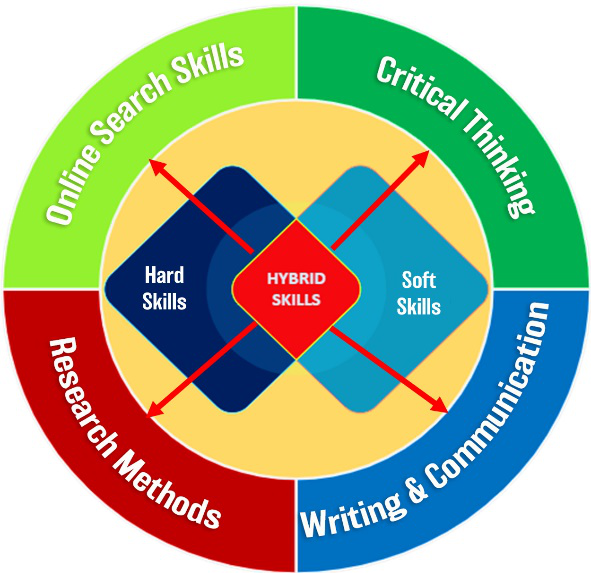 Online Search Skills
Critical Thinking
Hard
Skills
HYBRID
SKILLS
Soft
Skills
Research Methods
Writing & Communication